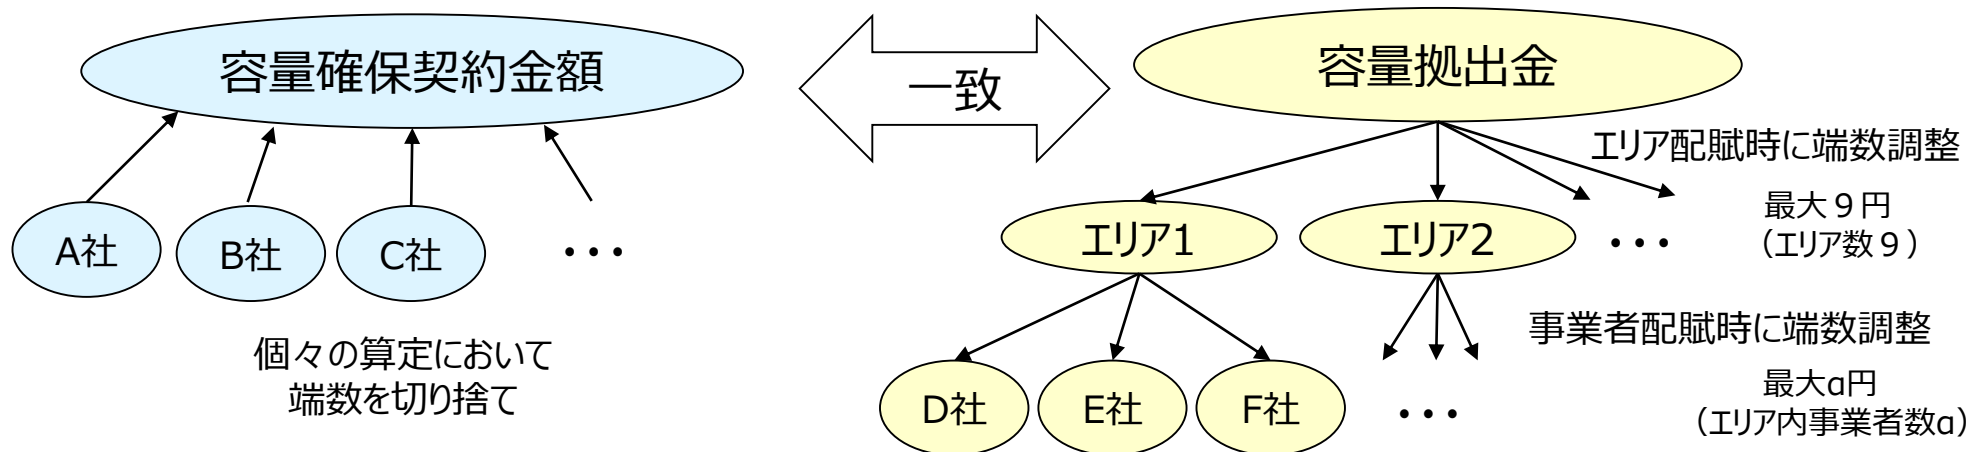 容量確保契約金額
一致
容量拠出金
エリア配賦時に端数調整
最大９円
（エリア数９）
エリア1
エリア2
・・・
A社
B社
C社
・・・
事業者配賦時に端数調整
最大α円
（エリア内事業者数α）
個々の算定において
端数を切り捨て
D社
E社
F社
・・・